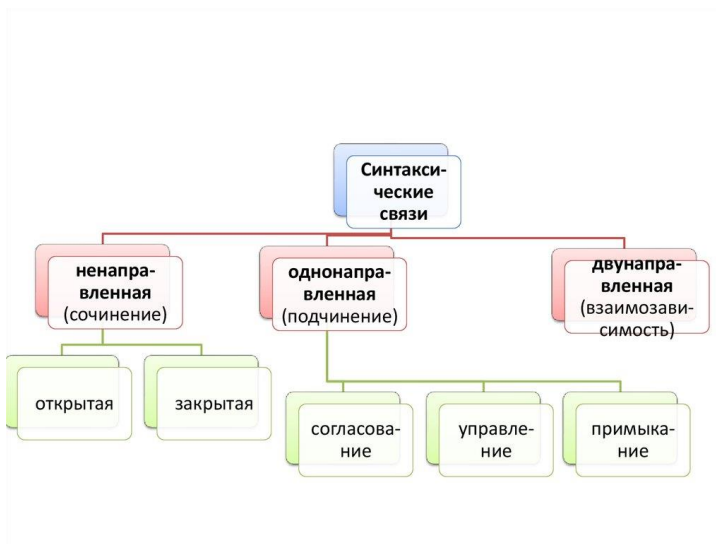 Синтакси-
ческие
связи
ненапра-
вленная
(сочинение)
однонапра-
вленная
(подчинение)
двунапра-
вленная
(взаимозави-
симость)
открытая
закрытая
согласова-
ние
управле-
ние
примыка-
ние